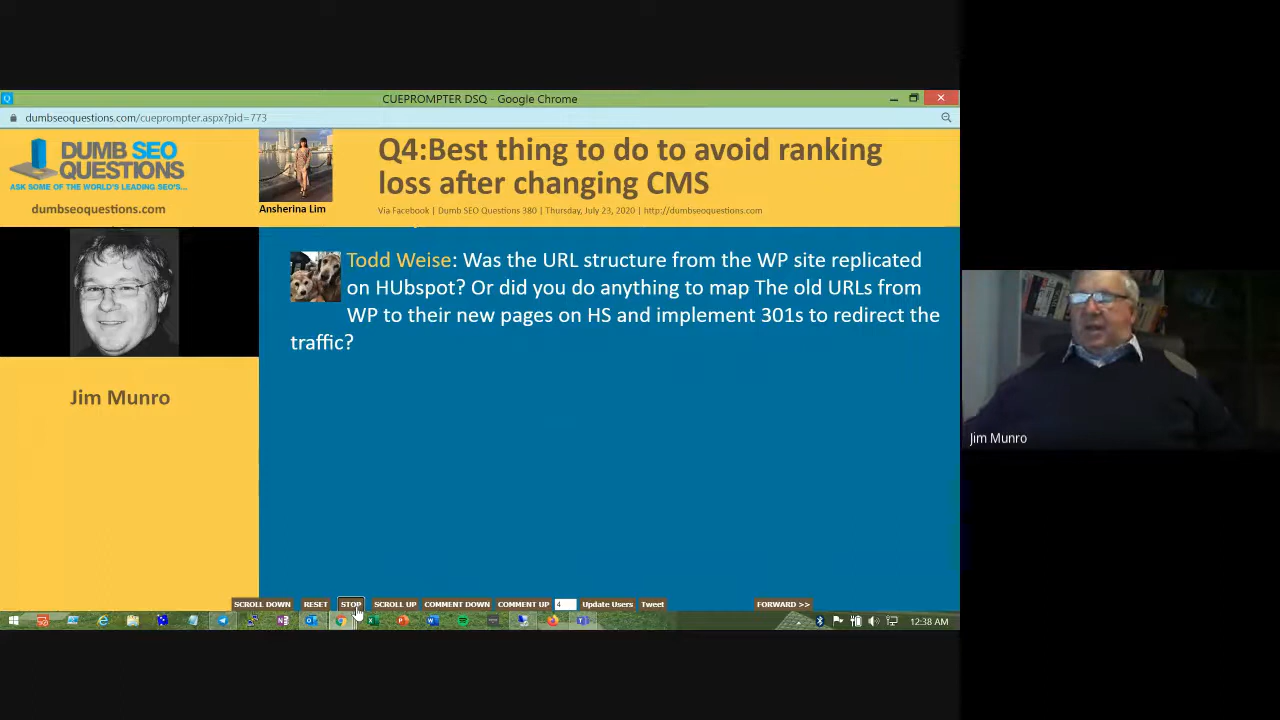 CUEPROMPTER DSQ - Google Chrome
dumbseoquestions.com/cueprompter.aspx?pid=773
DUMB SEO
QUESTIONS
ASK SOME OF THE WORLD'S LEADING SEO'S...
dumbseoquestions.com
Ansherina Lim
Q4:Best thing to do to avoid ranking
loss after changing CMS
Via Facebook | Dumb SEO Questions 380 | Thursday, July 23, 2020 | http://dumbseoquestions.com
Jim Munro
Todd Weise: Was the URL structure from the WP site replicated
on HUbspot? Or did you do anything to map The old URLs from
WP to their new pages on HS and implement 301s to redirect the
traffic?
Jim Munro
SCROLL DOWN RESET STOP SCROLL UP COMMENT DOWN COMMENT UP 4 Update Users Tweet FORWARD >>
12:38 AM